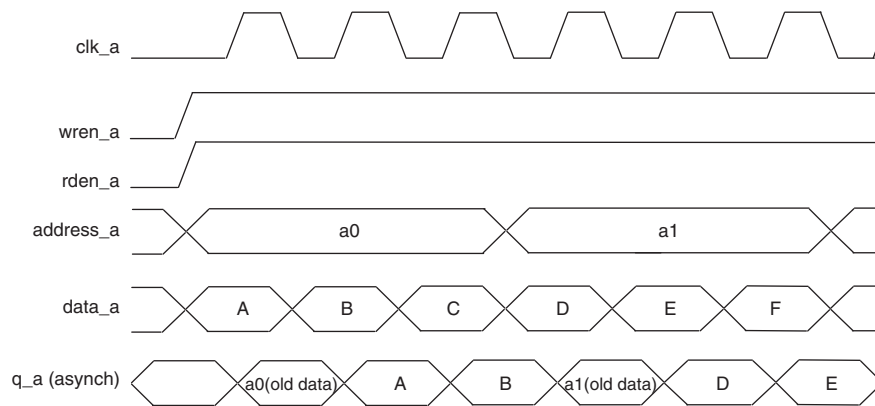 clk_a
wren_a
rden_a
address_a a0 a1
data_a A B C D E F
q_a (asynch) a0(old data) A B a1(old data) D E